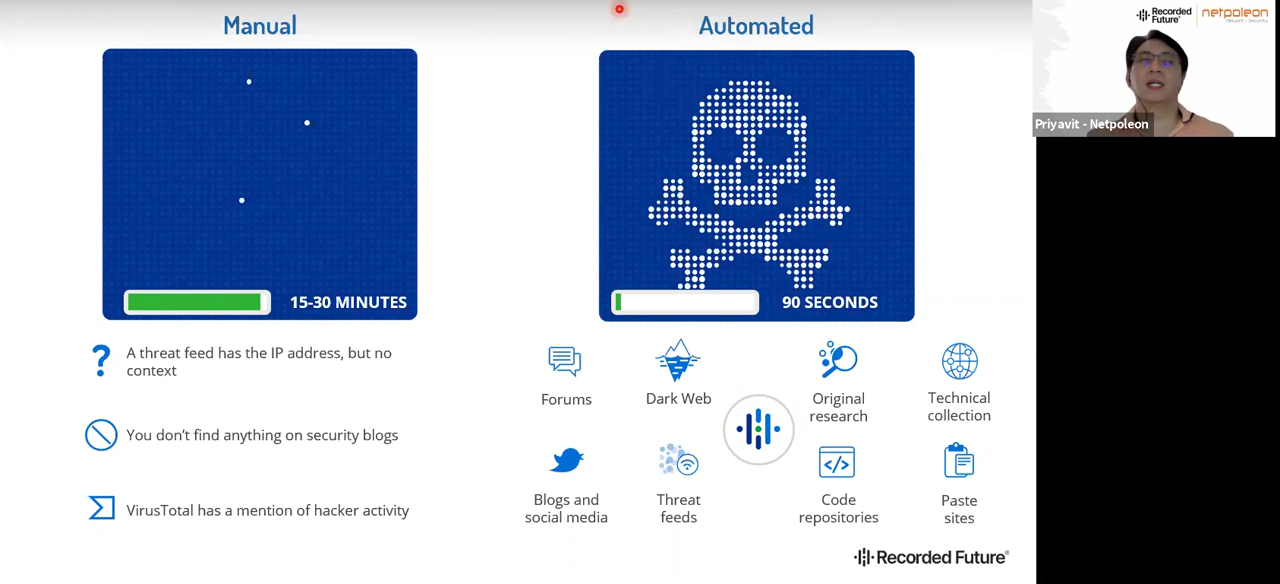 Manual
Automated
Recorded
Future®
netpoleon
15-30 MINUTES
90 SECONDS
Priyavit - Netpoleon
A threat feed has the IP address, but no
context
You don't find anything on security blogs
VirusTotal has a mention of hacker activity
Forums
Dark Web
Original
research
Technical
collection
Blogs and
social media
Threat
feeds
Code
repositories
Paste
sites
Recorded Future®